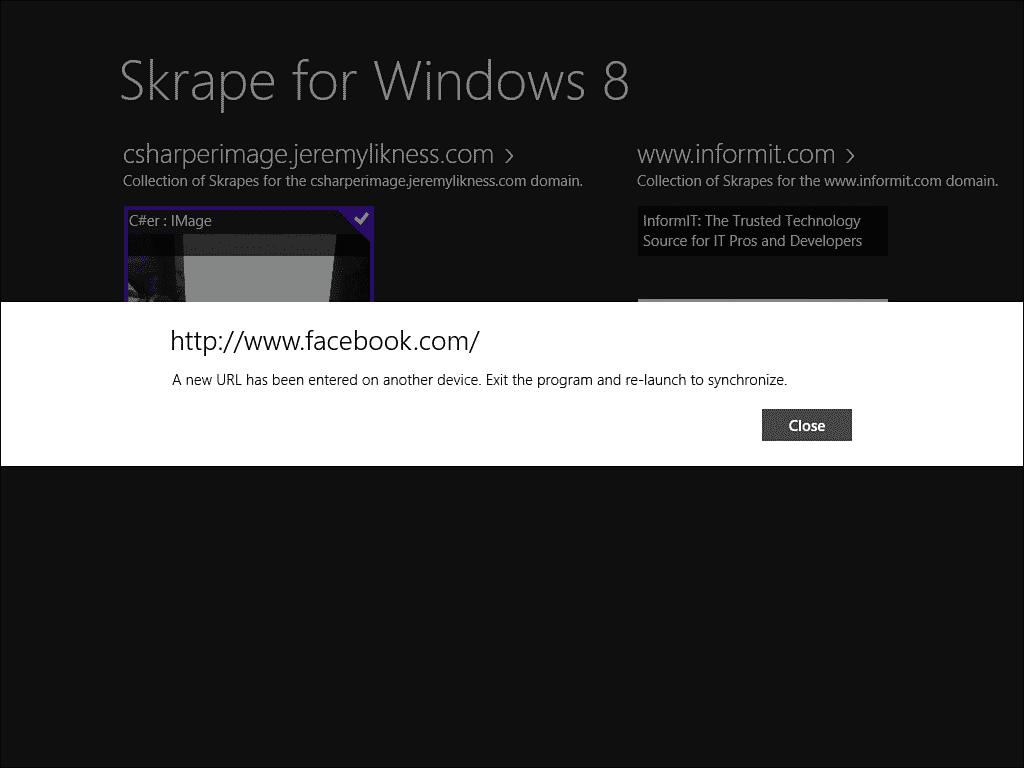 Skrape for Windows 8
csharperimage.jeremylikness.com >
Collection of Skrapes for the csharperimage.jeremylikness.com domain.
C#er : IMage
www.informit.com >
Collection of Skrapes for the www.informit.com domain.
InformIT: The Trusted Technology
Source for IT Pros and Developers
http://www.facebook.com/
A new URL has been entered on another device. Exit the program and re-launch to synchronize.
Close